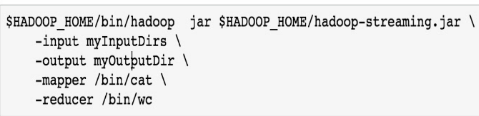 $HADOOP_HOME/bin/hadoop  jar $HADOOP_HOME/hadoop-streaming.jar \
    -input myInputDirs \
    -output myOutputDir \
    -mapper /bin/cat \
    -reducer /bin/wc